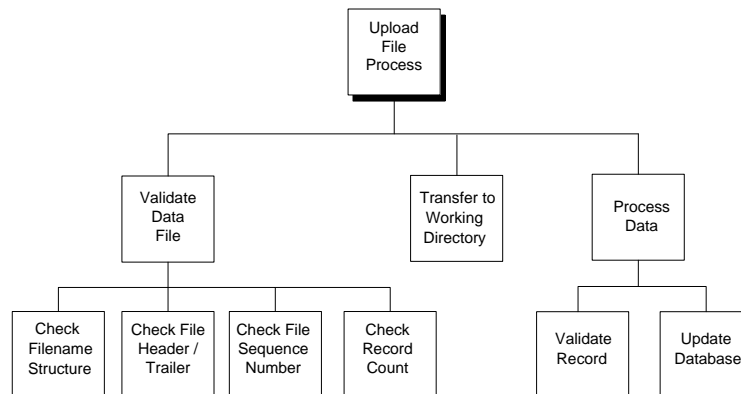 Upload
File
Process
Validate
Data
File
Transfer to
Working
Directory
Process
Data
Check
Filename
Structure
Check File
Header /
Trailer
Check File
Sequence
Number
Check
Record
Count
Validate
Record
Update
Database